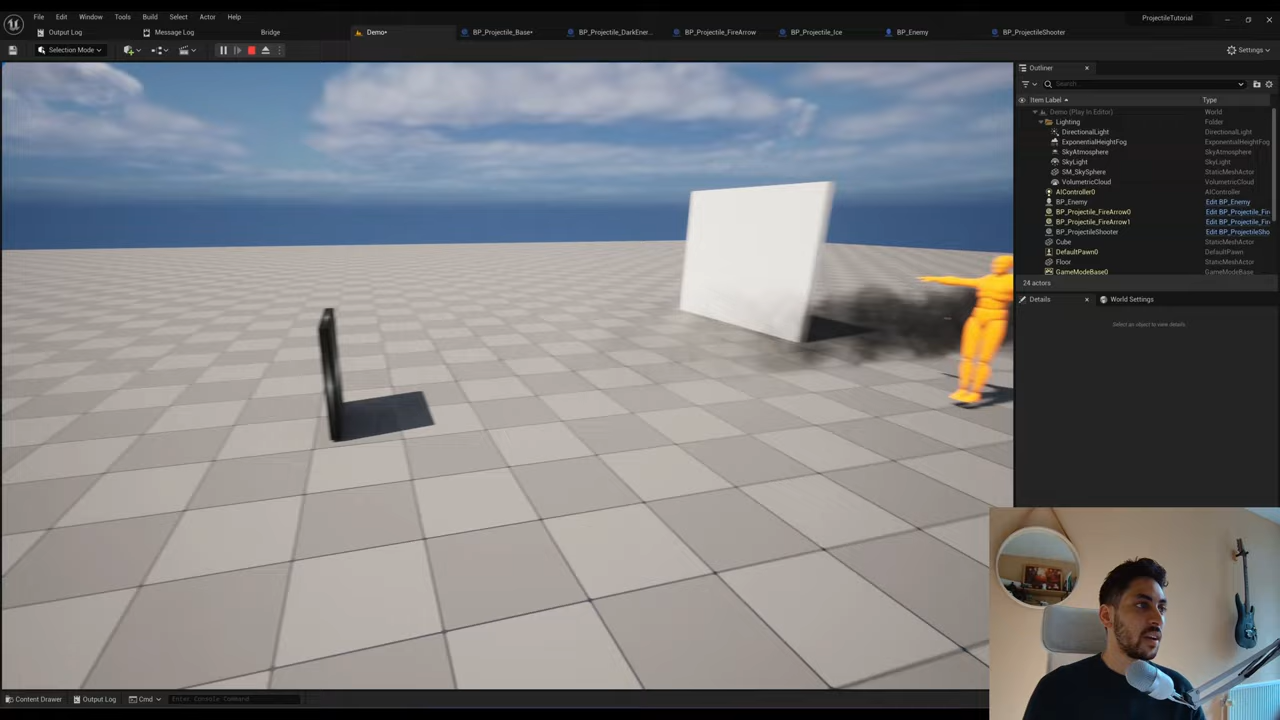 File Edit Window Tools Build Select Actor Help
ProjectileTutorial
Output Log Message Log Bridge Demo• BP_Projectile_Base• BP_Projectile_DarkEner... BP_Projectile_FireArrow BP_Projectile_Ice BP_Enemy BP_ProjectileShooter
Selection Mode
Settings
Outliner
Search...
Item Label Type
Demo (Play In Editor) World
Lighting Folder
DirectionalLight DirectionalLight
ExponentialHeightFog ExponentialHeightFog
SkyAtmosphere SkyAtmosphere
SkyLight SkyLight
SM_SkySphere StaticMeshActor
VolumetricCloud VolumetricCloud
AIController0 AIController
BP_Enemy Edit BP_Enemy
BP_Projectile_FireArrow0 Edit BP_Projectile_Fir
BP_Projectile_FireArrow1 Edit BP_Projectile_Fir
BP_ProjectileShooter Edit BP_ProjectileSho
Cube StaticMeshActor
DefaultPawn0 DefaultPawn
Floor StaticMeshActor
GameModeBase0 GameModeBase
24 actors
Details World Settings
Select an object to view details.
Content Drawer Output Log Cmd Enter Console Command